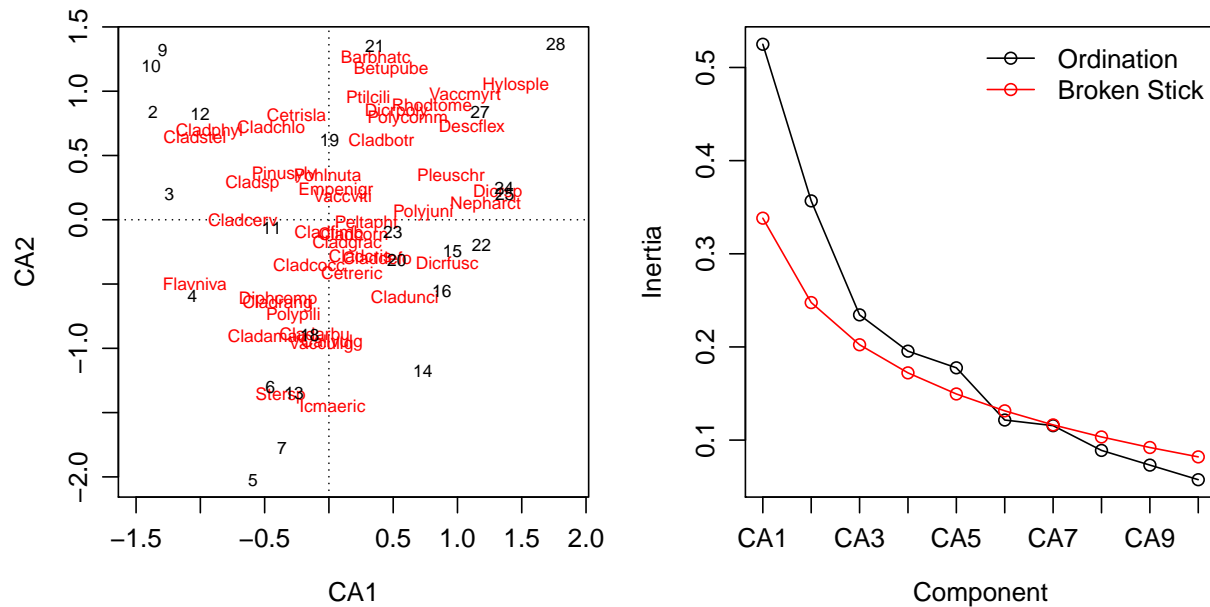 1.5
1.0
0.5
0.0
−1.0
−2.0
CA2
−1.5
−0.5
0.5
1.0
1.5
2.0
CA1
9
21
28
Barbhatc
10
Betupube
Hylosple
Ptilcili
Vaccmyrt
2
12
Cetrisla
Rhodtome
27
Dicrpoly
Polycomm
Cladphyl
Cladchlo
Descflex
Cladstel
19
Cladbotr
Pohlnuta
Pleuschr
Cladsp
Empenigr
24
3
Vaccviti
25
Nepharct
Polyjuni
Cladcerv
Peltapht
11
23
22
Cladgrac
15
20
Dicrfusc
Cladcocc
Cetreric
Flavniva
4
16
Diphcomp
Cladunci
Cladrang
Polypili
18
14
6
13
Icmaeric
7
5
0.5
0.4
0.3
0.2
0.1
Inertia
Ordination
Broken Stick
CA1
CA3
CA5
CA7
CA9
Component